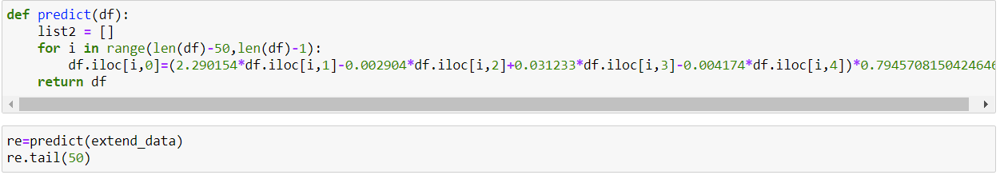 def predict(df):
    list2 = []
    for i in range(len(df)-50,len(df)-1):
        df.iloc[i,0]=(2.290154*df.iloc[i,1]-0.002904*df.iloc[i,2]+0.031233*df.iloc[i,3]-0.004174*df.iloc[i,4])*0.7945708150424646
    return df
re=predict(extend_data)
re.tail(50)